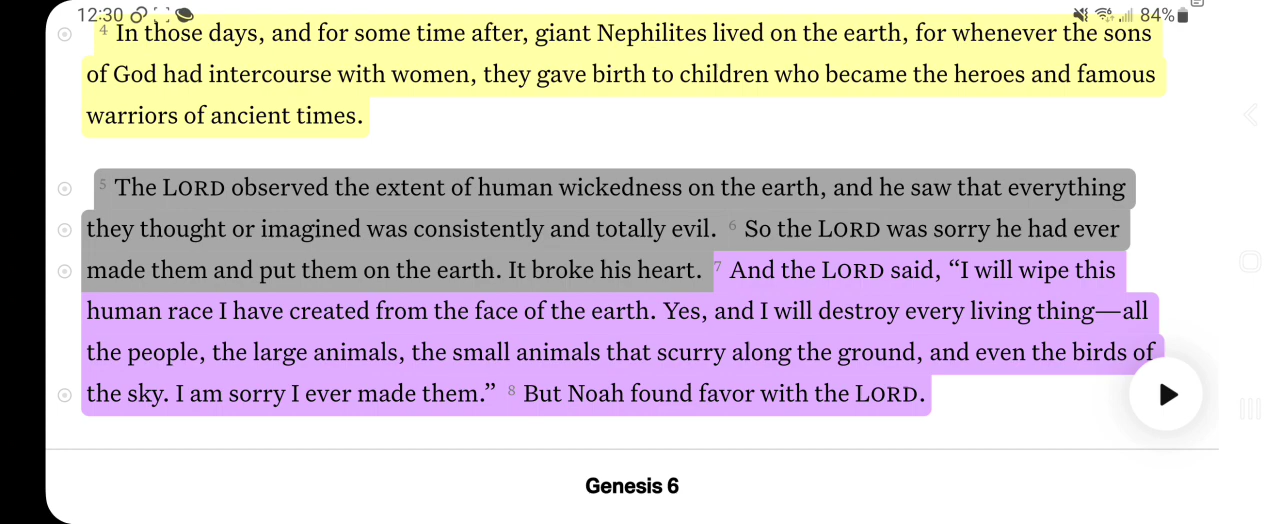 12:30 84%
4 In those days, and for some time after, giant Nephilites lived on the earth, for whenever the sons
of God had intercourse with women, they gave birth to children who became the heroes and famous
warriors of ancient times.
5 The LORD observed the extent of human wickedness on the earth, and he saw that everything
they thought or imagined was consistently and totally evil. 6 So the LORD was sorry he had ever
made them and put them on the earth. It broke his heart. 7 And the LORD said, “I will wipe this
human race I have created from the face of the earth. Yes, and I will destroy every living thing—all
the people, the large animals, the small animals that scurry along the ground, and even the birds of
the sky. I am sorry I ever made them.” 8 But Noah found favor with the LORD.
Genesis 6